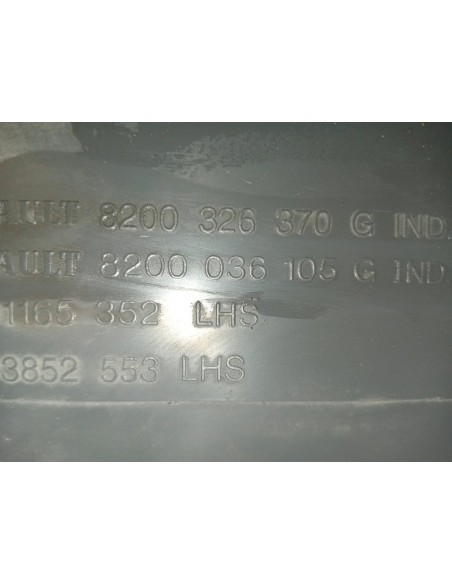 AULT 8200 326 370 G IND.
AULT 8200 036 105 G IND.
1165 352 LHS
3852 553 LHS